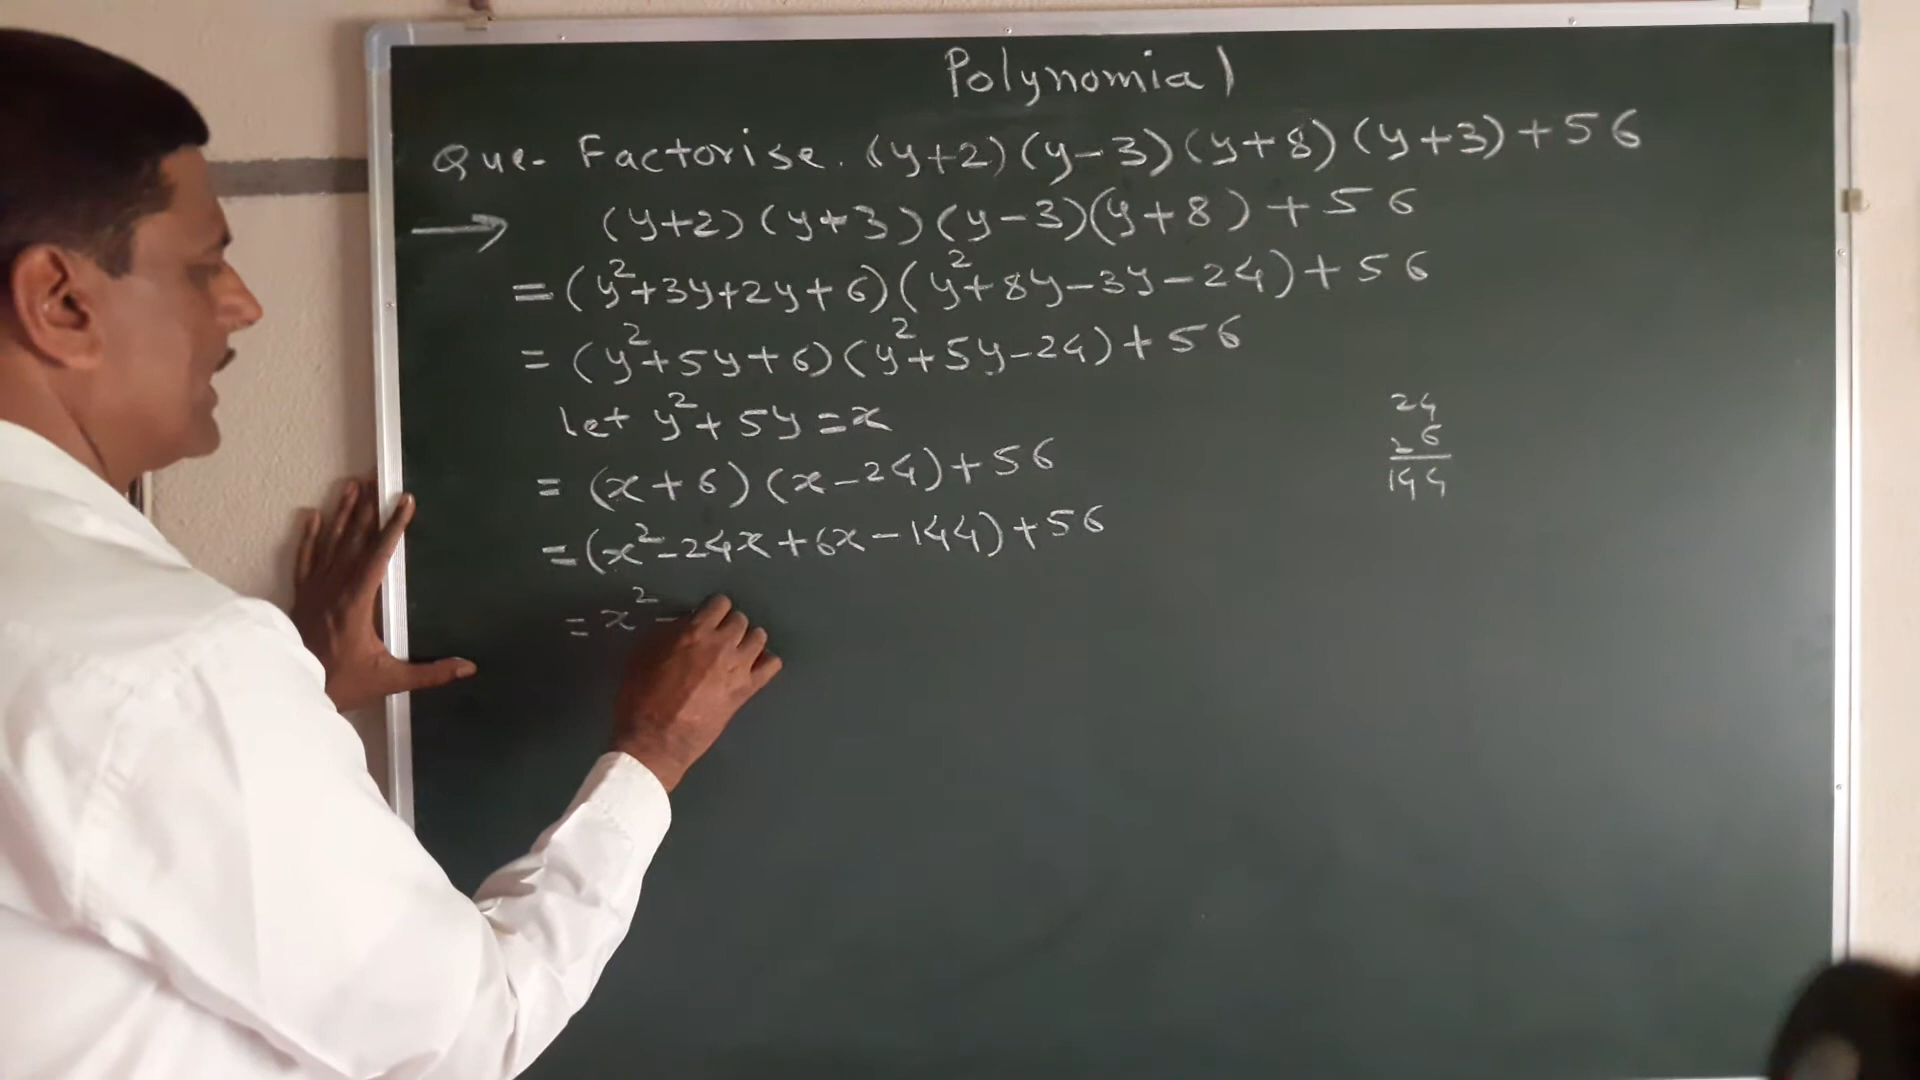 Polynomial
Que- Factorise. (y+2)(y-3)(y+8)(y+3)+56
→ (y+2)(y+3)(y-3)(y+8)+56
=(y²+3y+2y+6)(y²+8y-3y-24)+56
=(y²+5y+6)(y²+5y-24)+56
let y²+5y=x
=(x+6)(x-24)+56
=(x²-24x+6x-144)+56
=x²-
24
26
144